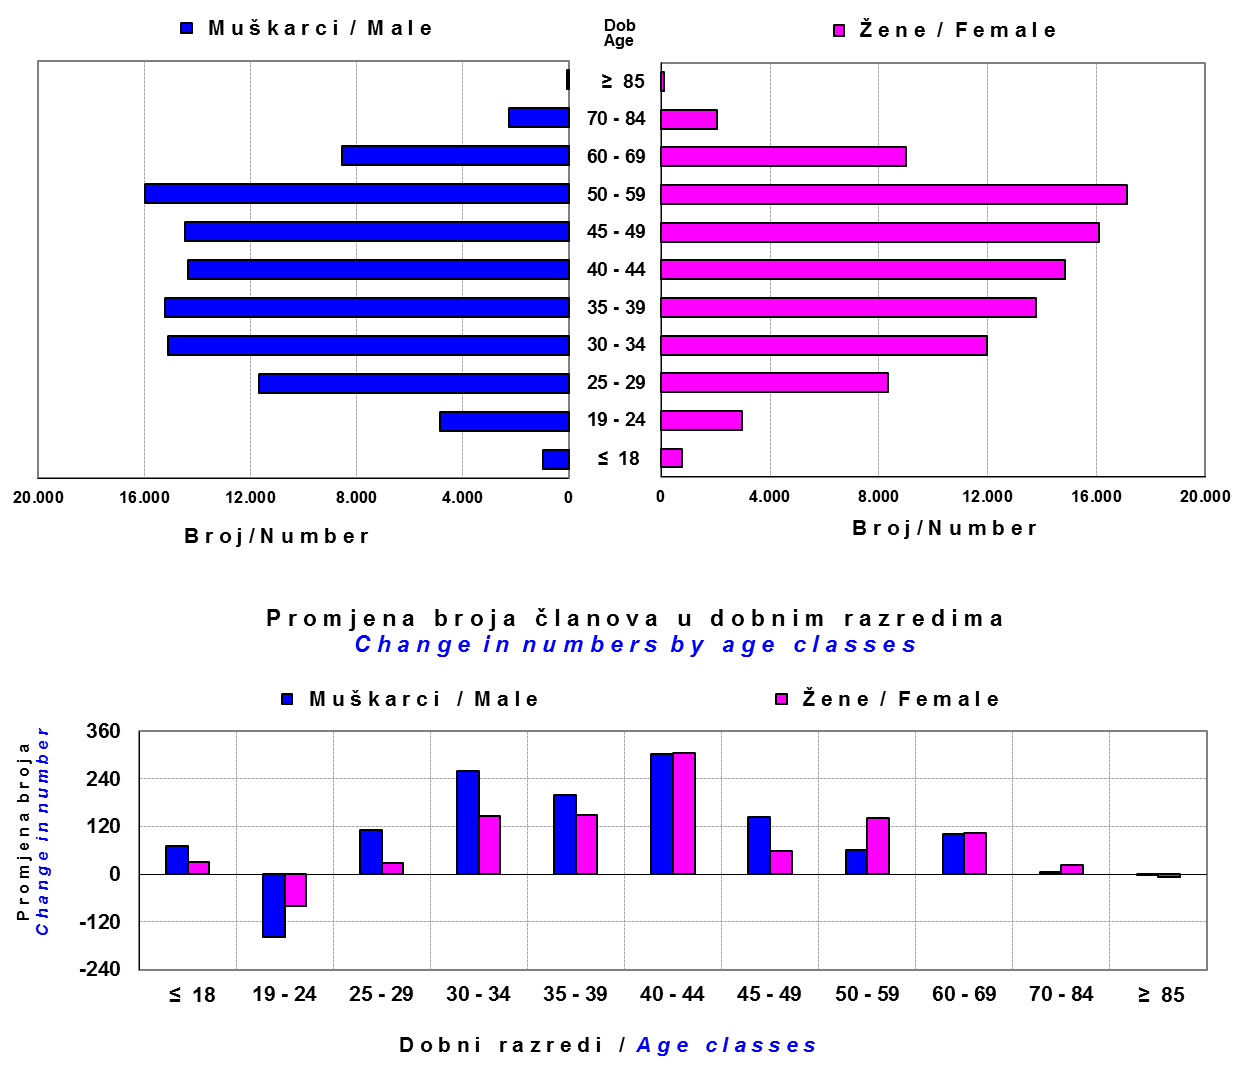 Muškarci / Male
Dob
Age
Žene / Female
≥ 85
70 - 84
60 - 69
50 - 59
45 - 49
40 - 44
35 - 39
30 - 34
25 - 29
19 - 24
≤ 18
20.000 16.000 12.000 8.000 4.000 0
0 4.000 8.000 12.000 16.000 20.000
Broj/Number
Broj/Number
Promjena broja članova u dobnim razredima
Change in numbers by age classes
Muškarci / Male
Žene / Female
Promjena broja
Change in number
360
240
120
0
-120
-240
≤ 18 19 - 24 25 - 29 30 - 34 35 - 39 40 - 44 45 - 49 50 - 59 60 - 69 70 - 84 ≥ 85
Dobni razredi / Age classes